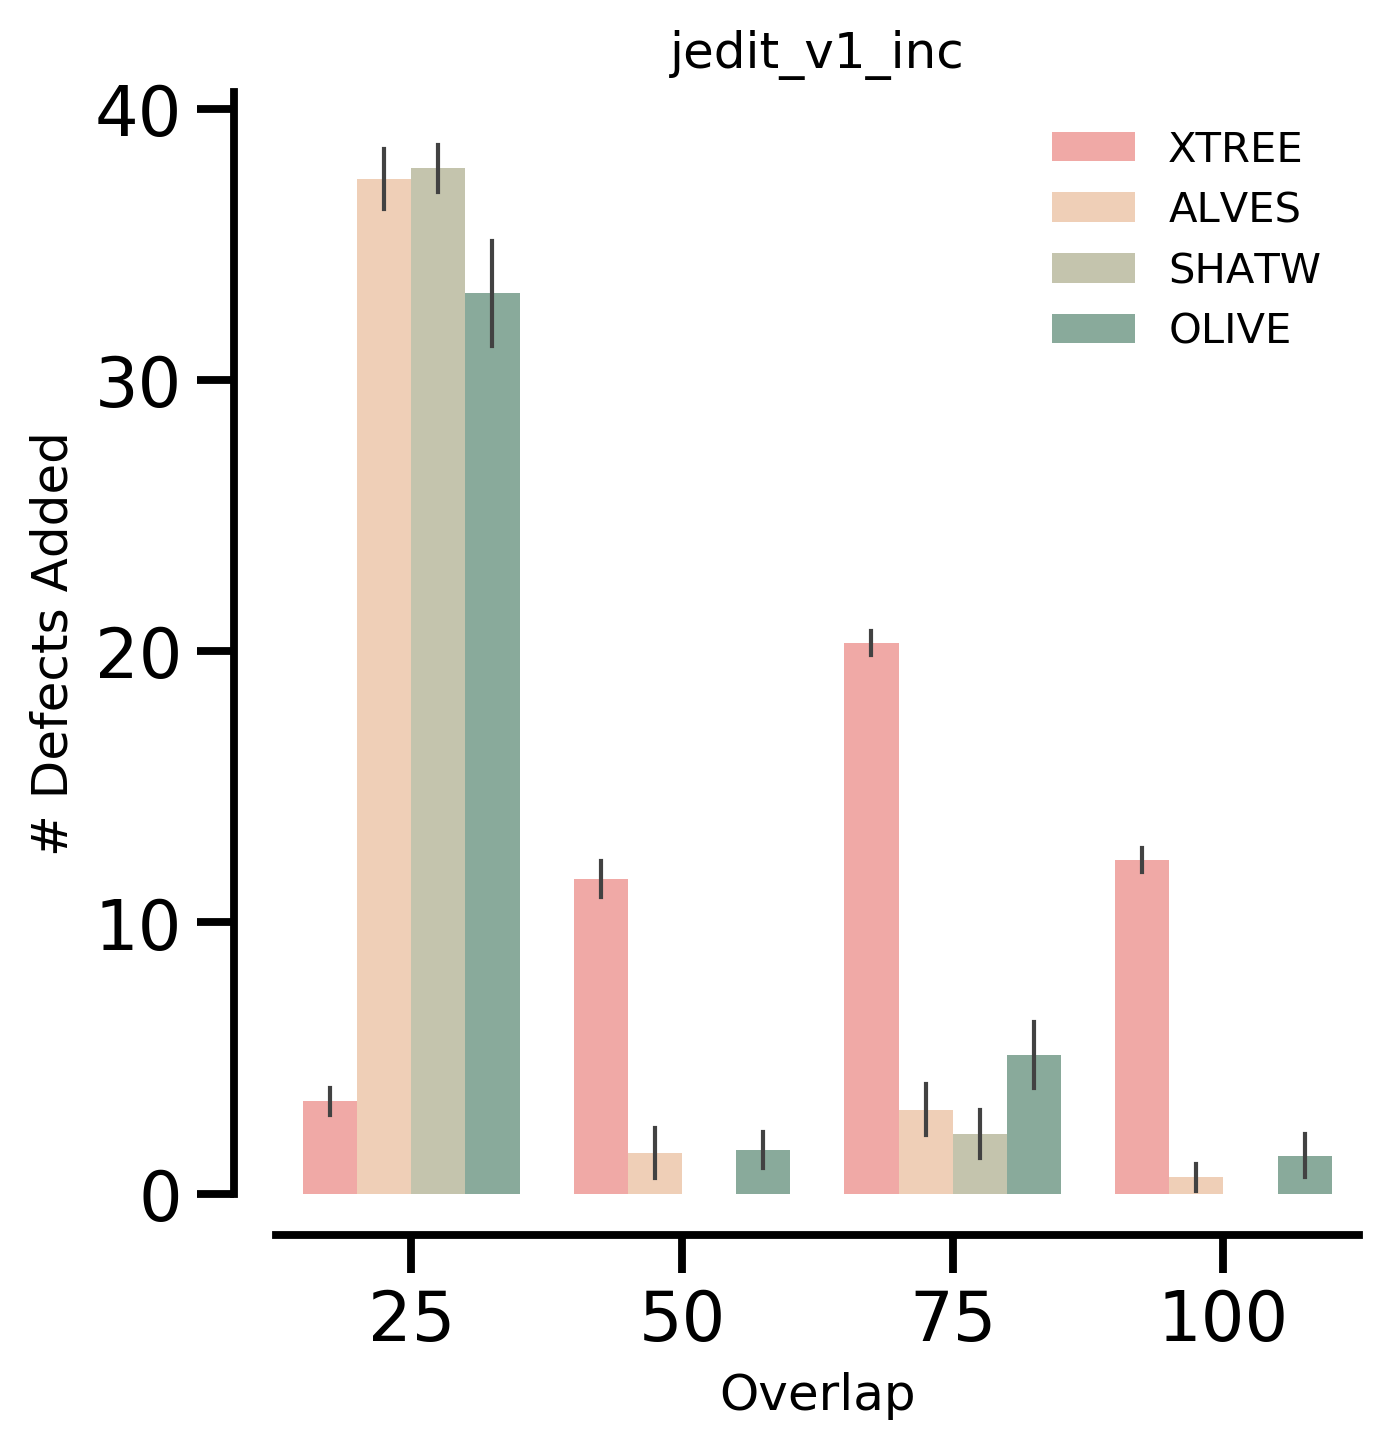 jedit_v1_inc
40
30
20
10
0
# Defects Added
XTREE
ALVES
SHATW
OLIVE
25 50 75 100
Overlap